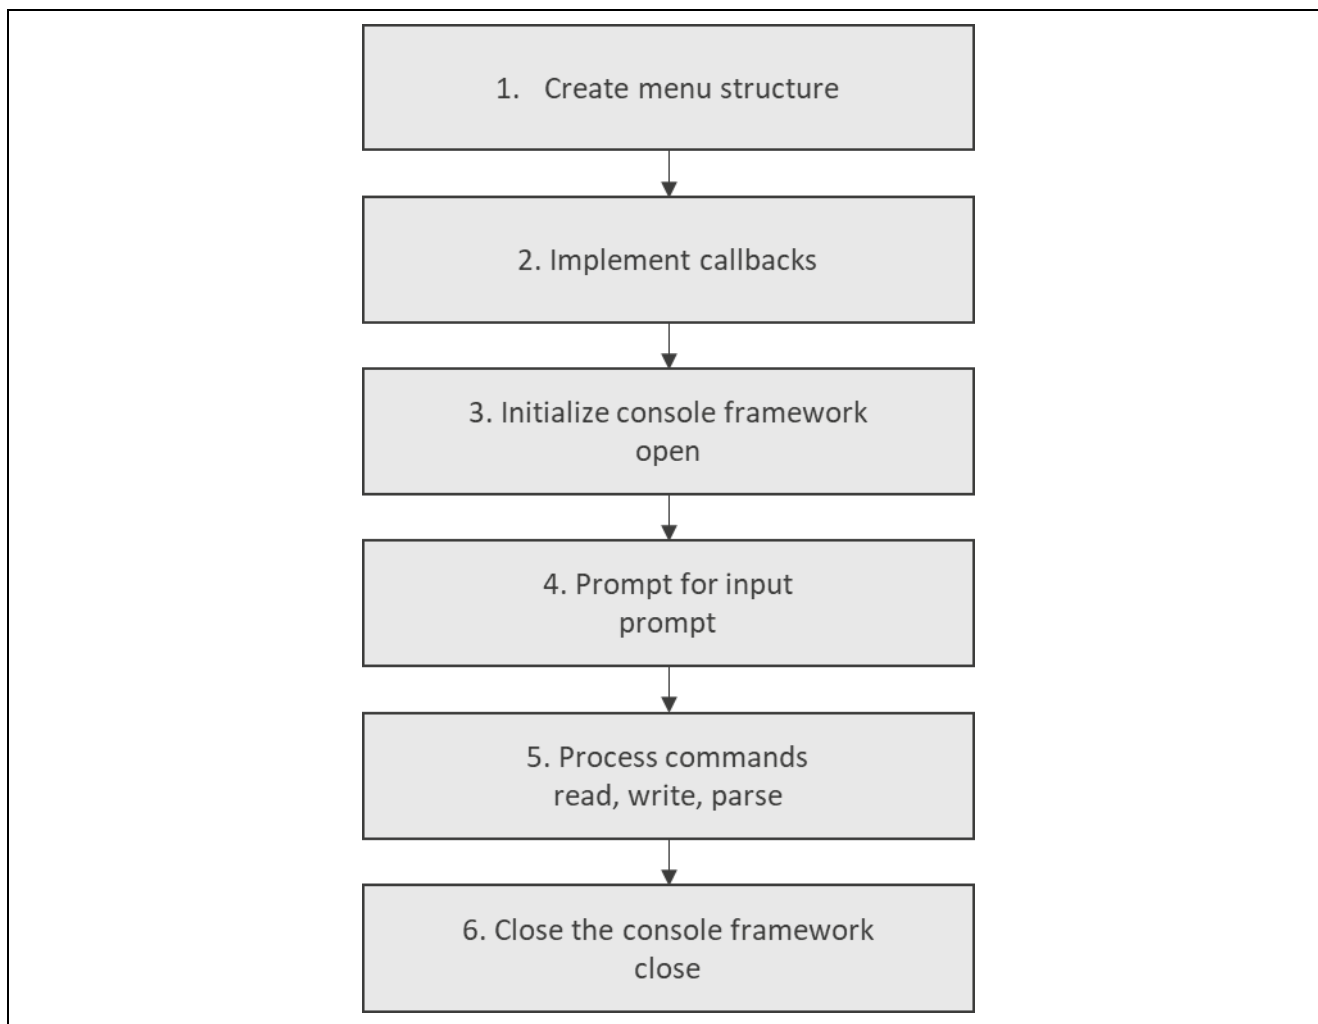 1. Create menu structure
2. Implement callbacks
3. Initialize console framework
open
4. Prompt for input
prompt
5. Process commands
read, write, parse
6. Close the console framework
close